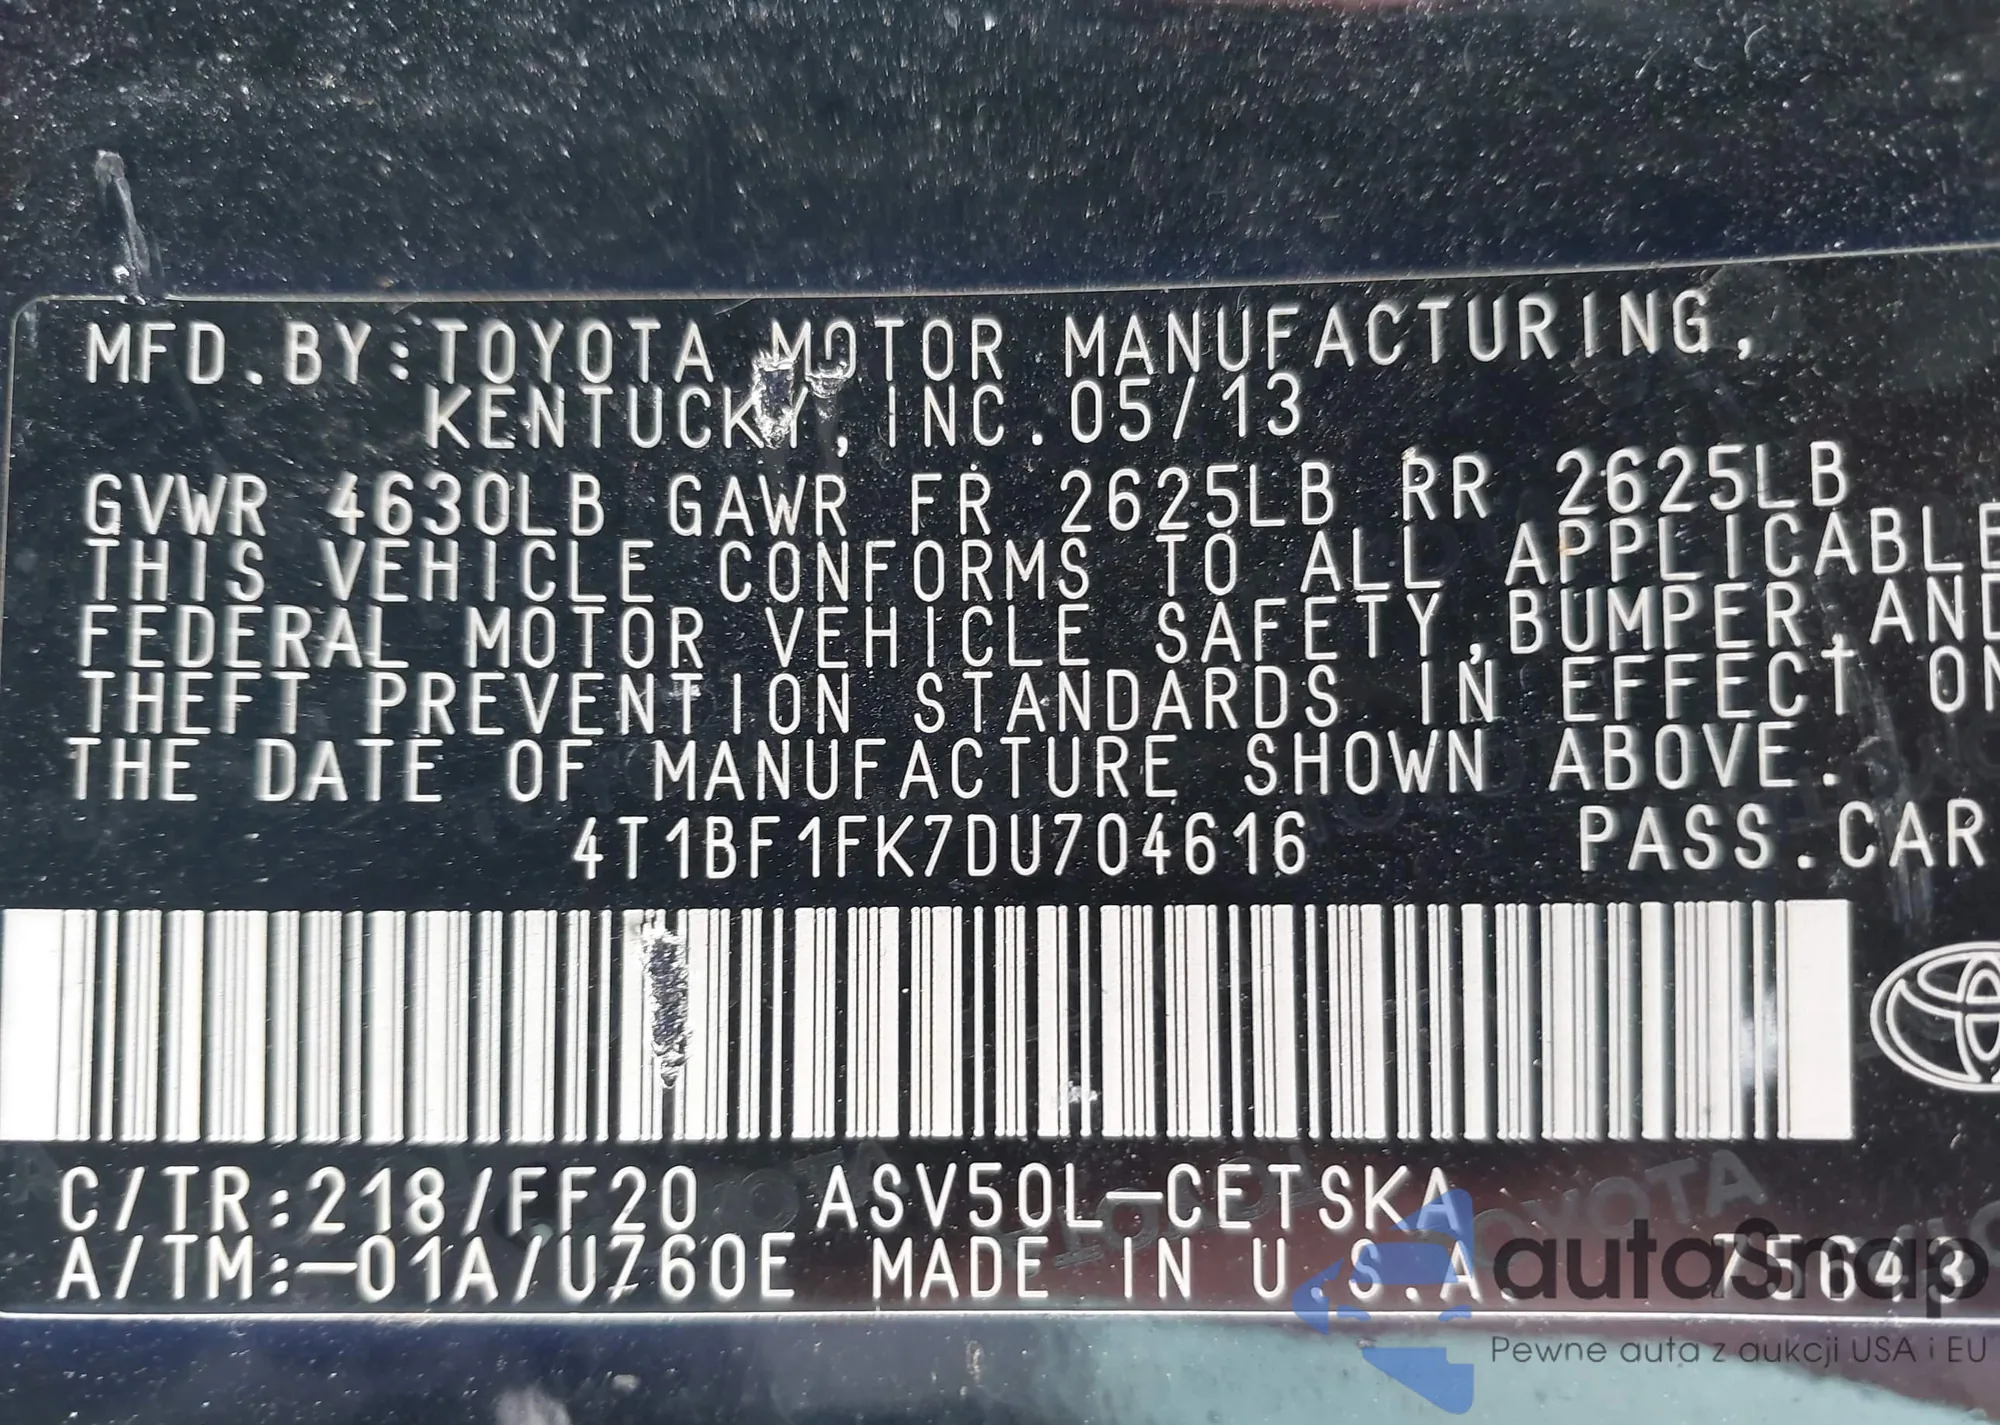 MFD.BY:TOYOTA MOTOR MANUFACTURING,
KENTUCKY, INC.05/13
GVWR 4630LB GAWR FR 2625LB RR 2625LB
THIS VEHICLE CONFORMS TO ALL APPLICABLE
FEDERAL MOTOR VEHICLE SAFETY,BUMPER,AND
THEFT PREVENTION STANDARDS IN EFFECT ON
THE DATE OF MANUFACTURE SHOWN ABOVE.
4T1BF1FK7DU704616 PASS.CAR
C/TR:218/FF20 ASV50L-CETSKA
A/TM:-01A/U760E MADE IN U.S.A. 75643
autaSnap
Pewne auta z aukcji USA i EU